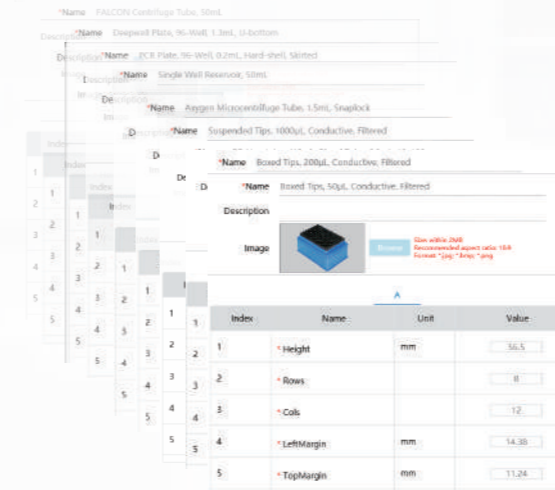 *Name FALCON Centrifuge Tube, 50mL
*Name Deepwell Plate, 96-Well, 1.3mL, U-bottom
*Name PCR Plate, 96-Well, 0.2mL, Hard-shell, Skirted
*Name Single Well Reservoir, 50mL
*Name Axygen Microcentrifuge Tube, 1.5mL, Snaplock
*Name Suspended Tips, 1000μL, Conductive, Filtered
*Name Boxed Tips, 200μL, Conductive, Filtered
*Name Boxed Tips, 50μL, Conductive, Filtered
Description
Image Browse Size: within 2MB
Recommended aspect ratio: 16:9
Format: *.jpg; *.bmp; *.png
A
Index Name Unit Value
1 * Height mm 56.5
2 * Rows 8
3 * Cols 12
4 * LeftMargin mm 14.38
5 * TopMargin mm 11.24